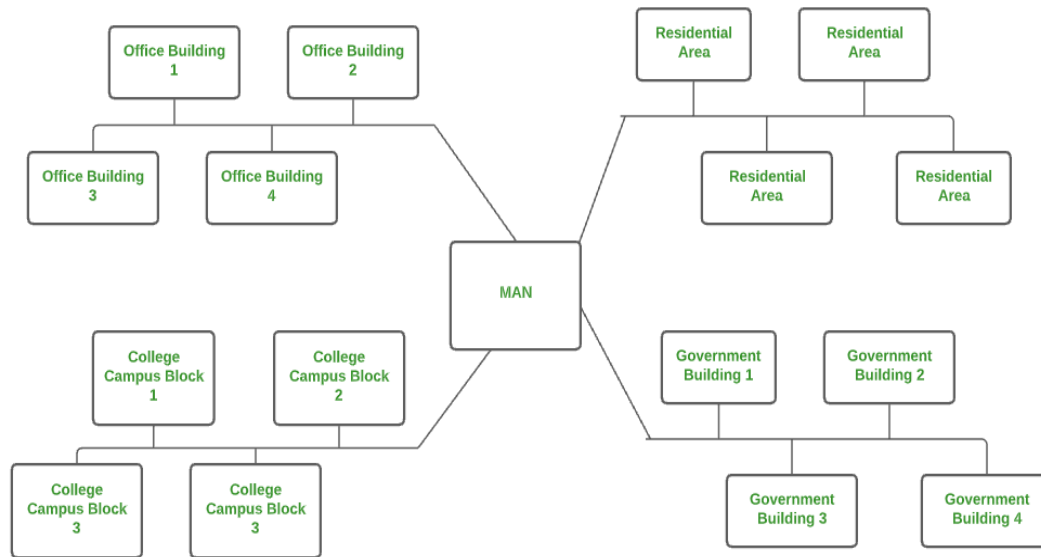 Office Building
1
Office Building
2
Office Building
3
Office Building
4
Residential
Area
Residential
Area
Residential
Area
Residential
Area
MAN
College
Campus Block
1
College
Campus Block
2
College
Campus Block
3
College
Campus Block
3
Government
Building 1
Government
Building 2
Government
Building 3
Government
Building 4